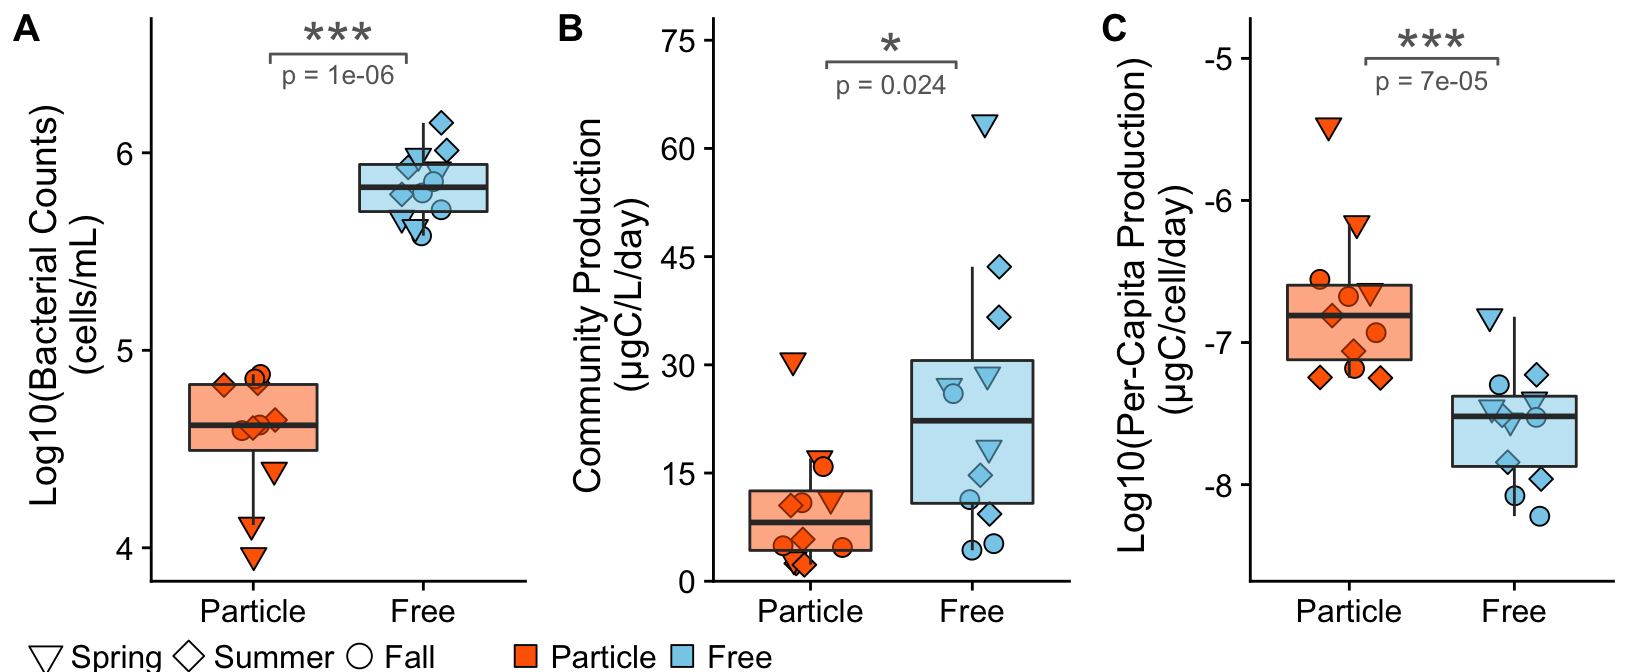 A
***
p = 1e-06
Log10(Bacterial Counts)
(cells/mL)
6
5
4
Particle
Free
B
*
p = 0.024
Community Production
(µgC/L/day)
75
60
45
30
15
0
Particle
Free
C
***
p = 7e-05
Log10(Per-Capita Production)
(µgC/cell/day)
-5
-6
-7
-8
Particle
Free
Spring
Summer
Fall
Particle
Free